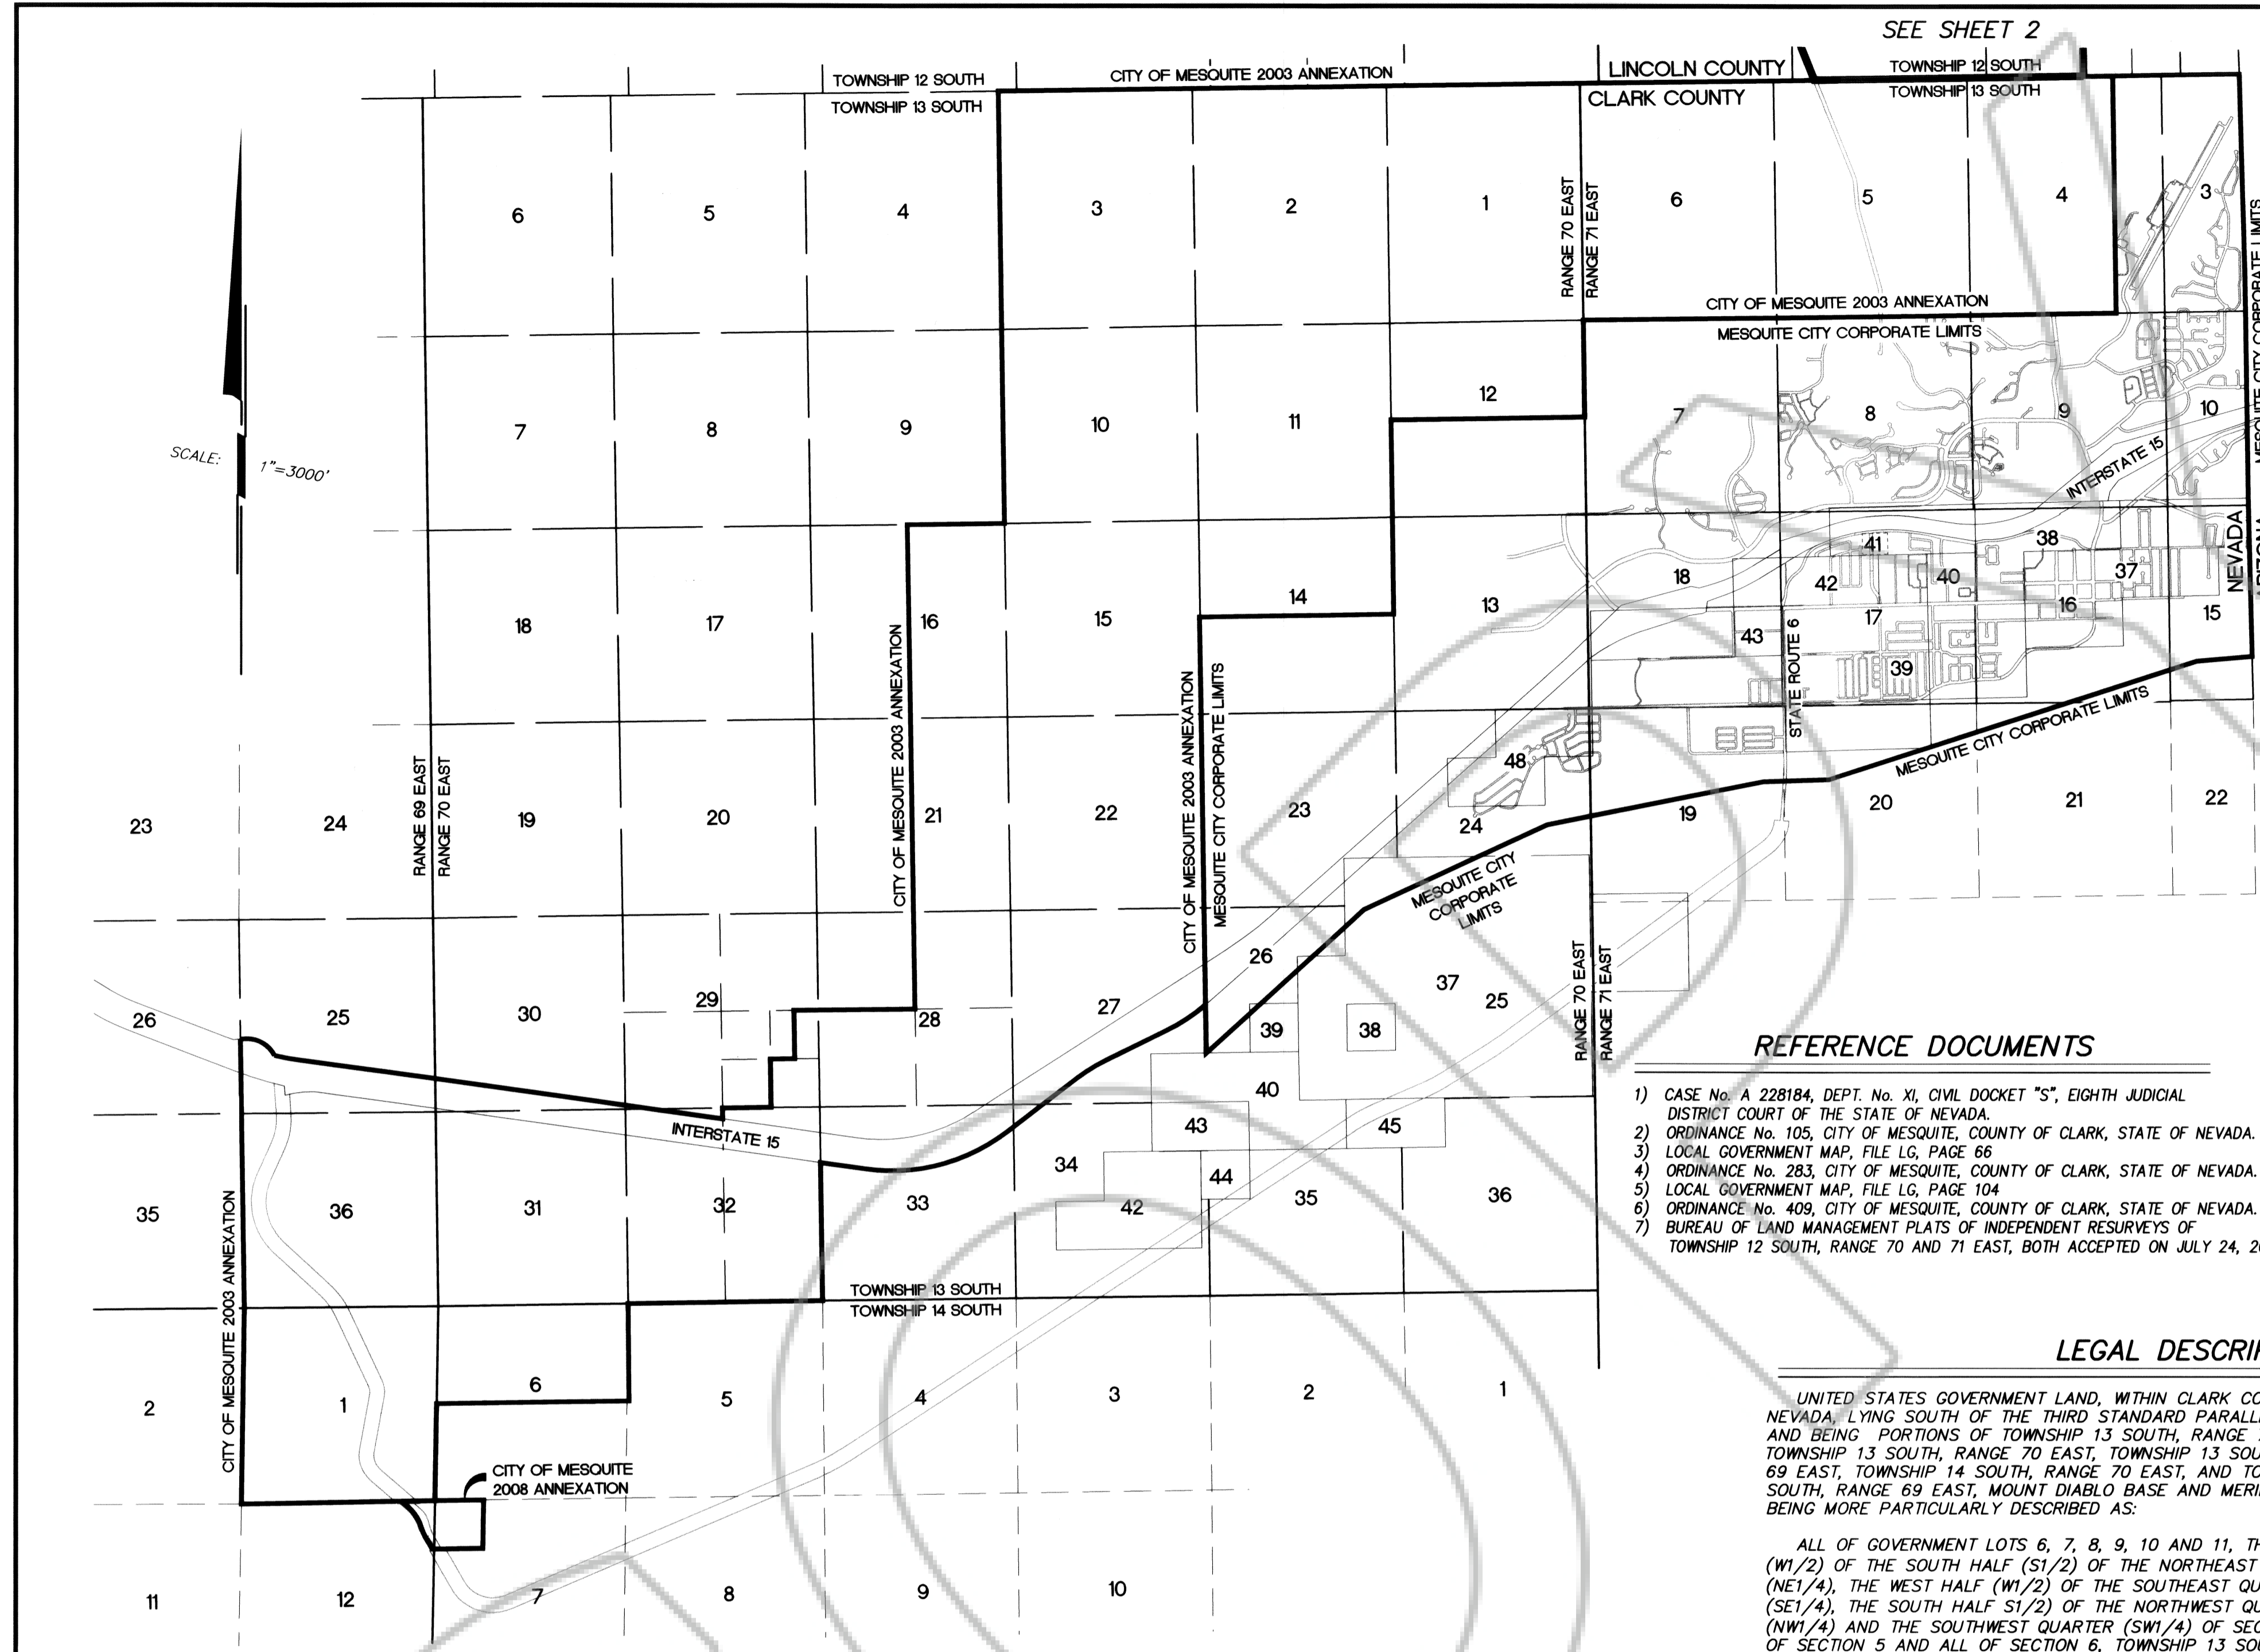 SEE SHEET 2
TOWNSHIP 12 SOUTH
CITY OF MESQUITE 2003 ANNEXATION
LINCOLN COUNTY
TOWNSHIP 12 SOUTH
TOWNSHIP 13 SOUTH
CLARK COUNTY
TOWNSHIP 13 SOUTH
6
5
4
3
2
1
RANGE 70 EAST
RANGE 71 EAST
6
5
4
3
MESQUITE CITY CORPORATE LIMITS
CITY OF MESQUITE 2003 ANNEXATION
MESQUITE CITY CORPORATE LIMITS
SCALE: 1"=3000'
7
8
9
10
11
12
7
8
9
10
INTERSTATE 15
NEVADA
18
17
16
15
14
13
18
41
38
42
40
37
16
17
15
43
39
STATE ROUTE 6
CITY OF MESQUITE 2003 ANNEXATION
CITY OF MESQUITE 2003 ANNEXATION
MESQUITE CITY CORPORATE LIMITS
MESQUITE CITY CORPORATE LIMITS
RANGE 69 EAST
RANGE 70 EAST
23
24
19
20
21
22
23
48
24
19
20
21
22
MESQUITE CITY
CORPORATE
LIMITS
26
25
30
29
28
27
26
37
25
39
38
RANGE 70 EAST
RANGE 71 EAST
40
INTERSTATE 15
43
45
34
44
42
35
36
31
32
33
35
36
CITY OF MESQUITE 2003 ANNEXATION
TOWNSHIP 13 SOUTH
TOWNSHIP 14 SOUTH
2
1
6
5
4
3
2
1
CITY OF MESQUITE
2008 ANNEXATION
11
12
7
8
9
10
REFERENCE DOCUMENTS
1) CASE No. A 228184, DEPT. No. XI, CIVIL DOCKET "S", EIGHTH JUDICIAL
DISTRICT COURT OF THE STATE OF NEVADA.
2) ORDINANCE No. 105, CITY OF MESQUITE, COUNTY OF CLARK, STATE OF NEVADA.
3) LOCAL GOVERNMENT MAP, FILE LG, PAGE 66
4) ORDINANCE No. 283, CITY OF MESQUITE, COUNTY OF CLARK, STATE OF NEVADA.
5) LOCAL GOVERNMENT MAP, FILE LG, PAGE 104
6) ORDINANCE No. 409, CITY OF MESQUITE, COUNTY OF CLARK, STATE OF NEVADA.
7) BUREAU OF LAND MANAGEMENT PLATS OF INDEPENDENT RESURVEYS OF
TOWNSHIP 12 SOUTH, RANGE 70 AND 71 EAST, BOTH ACCEPTED ON JULY 24,
LEGAL
UNITED STATES GOVERNMENT LAND, WITHIN CLARK
NEVADA, LYING SOUTH OF THE THIRD STANDARD
AND BEING PORTIONS OF TOWNSHIP 13 SOUTH, RANGE
TOWNSHIP 13 SOUTH, RANGE 70 EAST, TOWNSHIP 13
69 EAST, TOWNSHIP 14 SOUTH, RANGE 70 EAST, AND
SOUTH, RANGE 69 EAST, MOUNT DIABLO BASE AND
BEING MORE PARTICULARLY DESCRIBED AS:
ALL OF GOVERNMENT LOTS 6, 7, 8, 9, 10 AND 11,
(W1/2) OF THE SOUTH HALF (S1/2) OF THE NORTHEAST
(NE1/4), THE WEST HALF (W1/2) OF THE SOUTHEAST
(SE1/4), THE SOUTH HALF S1/2) OF THE NORTHWEST
(NW1/4) AND THE SOUTHWEST QUARTER (SW1/4) OF
OF SECTION 5 AND ALL OF SECTION 6, TOWNSHIP 13